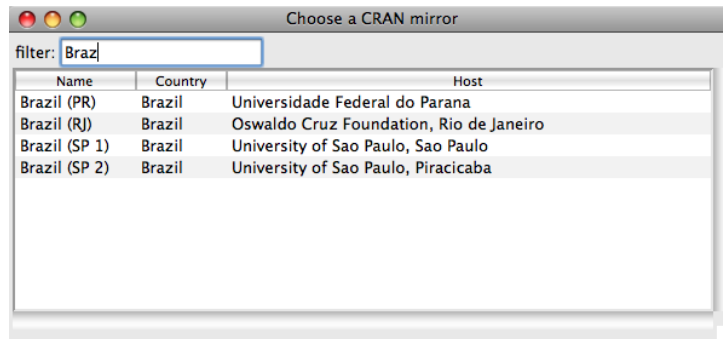 Choose a CRAN mirror
filter: Braz
Name Country Host
Brazil (PR) Brazil Universidade Federal do Parana
Brazil (RJ) Brazil Oswaldo Cruz Foundation, Rio de Janeiro
Brazil (SP 1) Brazil University of Sao Paulo, Sao Paulo
Brazil (SP 2) Brazil University of Sao Paulo, Piracicaba